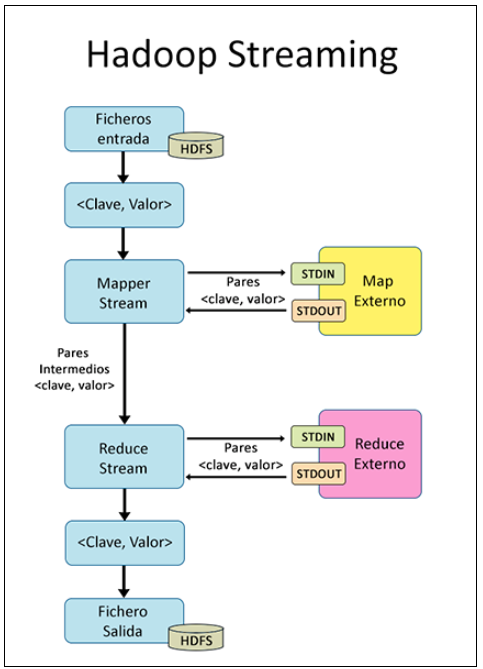 Hadoop Streaming
Ficheros
entrada
HDFS
<Clave, Valor>
Mapper
Stream
Pares
<clave, valor>
STDIN
STDOUT
Map
Externo
Pares
Intermedios
<clave, valor>
Reduce
Stream
Pares
<clave, valor>
STDIN
STDOUT
Reduce
Externo
<Clave, Valor>
Fichero
Salida
HDFS